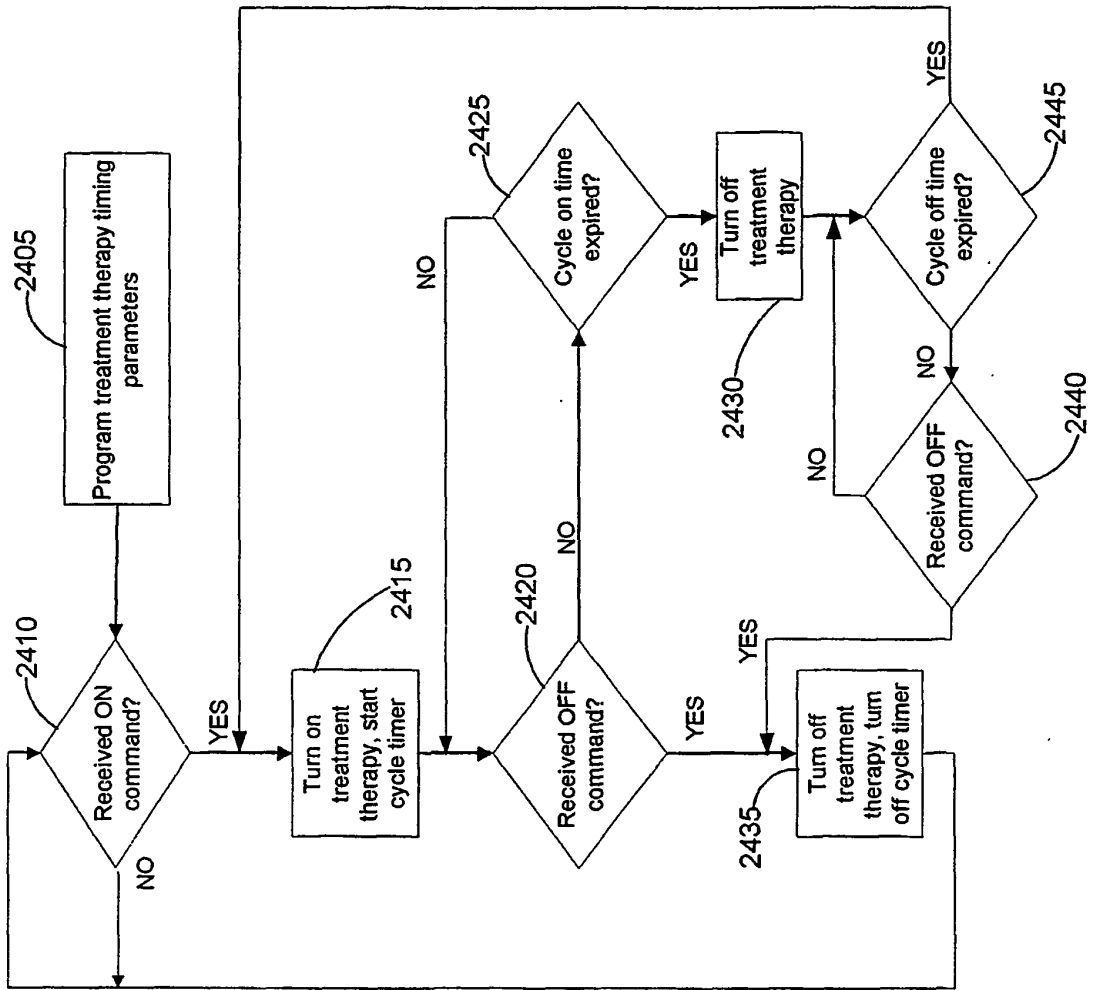 2405
Program treatment therapy timing
parameters
2410
Received ON
command?
NO
YES
2415
Turn on
treatment
therapy, start
cycle timer
2420
Received OFF
command?
NO
YES
2425
Cycle on time
expired?
NO
YES
2430
Turn off
treatment
therapy
2435
Turn off
treatment
therapy, turn
off cycle timer
2440
Received OFF
command?
NO
YES
2445
Cycle off time
expired?
NO
YES